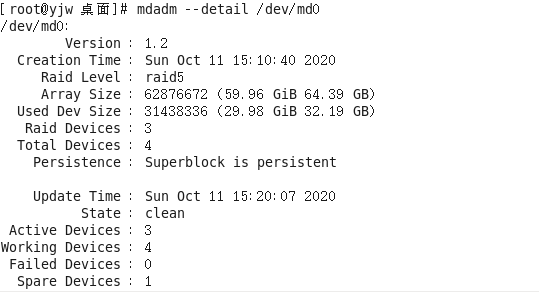 [root@yjw 桌面]# mdadm --detail /dev/md0
/dev/md0:
Version : 1.2
Creation Time : Sun Oct 11 15:10:40 2020
Raid Level : raid5
Array Size : 62876672 (59.96 GiB 64.39 GB)
Used Dev Size : 31438336 (29.98 GiB 32.19 GB)
Raid Devices : 3
Total Devices : 4
Persistence : Superblock is persistent
Update Time : Sun Oct 11 15:20:07 2020
State : clean
Active Devices : 3
Working Devices : 4
Failed Devices : 0
Spare Devices : 1